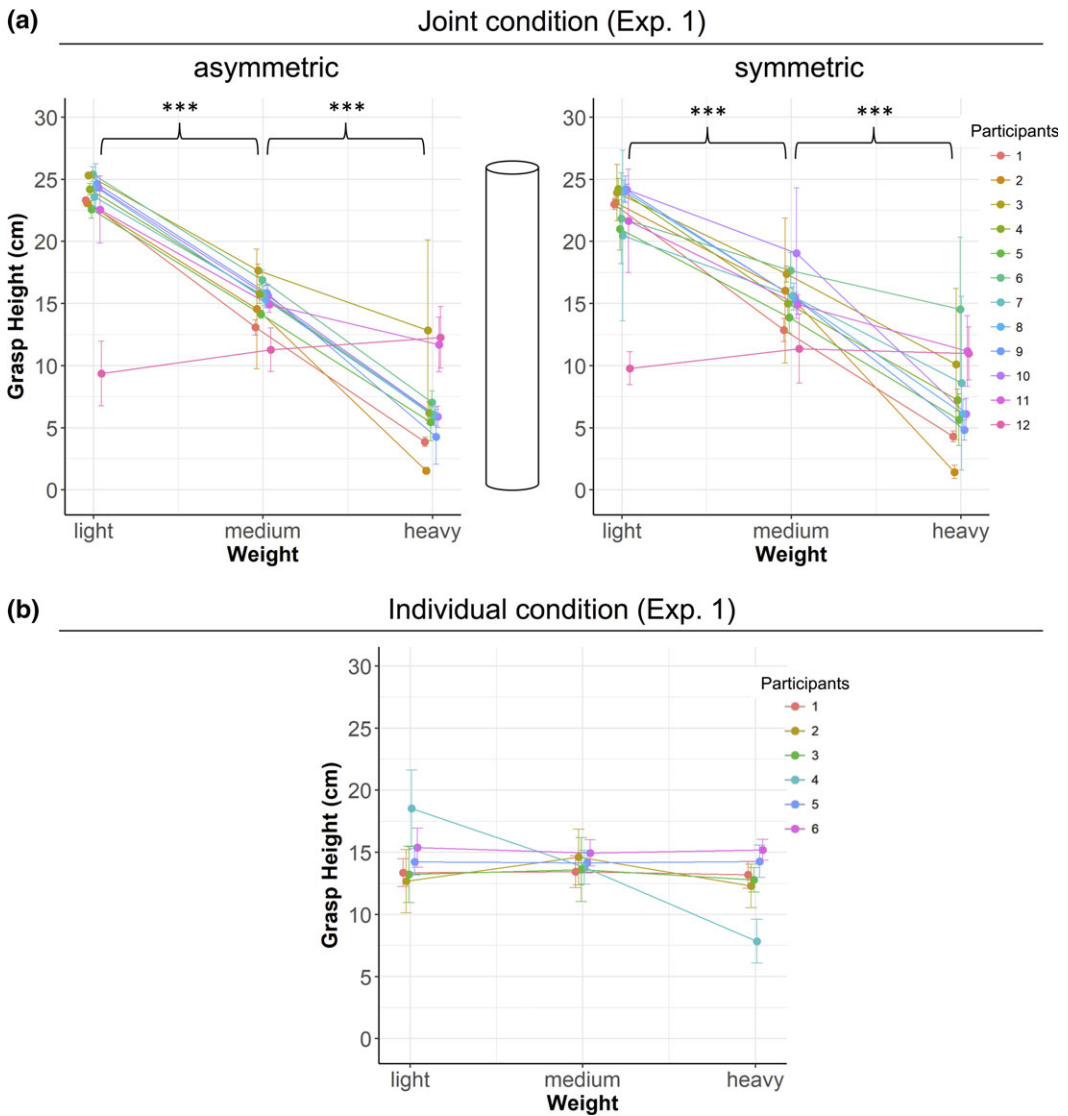 (a)
Joint condition (Exp. 1)
asymmetric
symmetric
*** ***
*** ***
Grasp Height (cm)
30
25
20
15
10
5
0
light medium heavy
Weight
30
25
20
15
10
5
0
light medium heavy
Weight
Participants
1
2
3
4
5
6
7
8
9
10
11
12
(b)
Individual condition (Exp. 1)
Grasp Height (cm)
30
25
20
15
10
5
0
light medium heavy
Weight
Participants
1
2
3
4
5
6